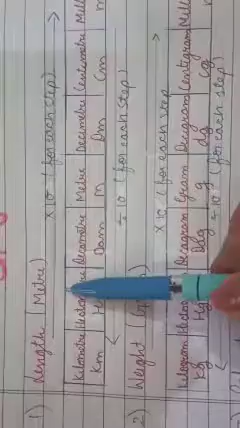 1) Length (Metre)
× 10 (for each step)
Kilometre Hectometre Decametre Metre Decimetre Centimetre Mill
Km H Dam m Dm Cm m
÷ 10 (for each step)
2) Weight
× 10 (for each step
Kilogram Decagram Gram Decigram Centigram Mill
Kg Hg Dag g dg cg
÷ 10 (for each step)